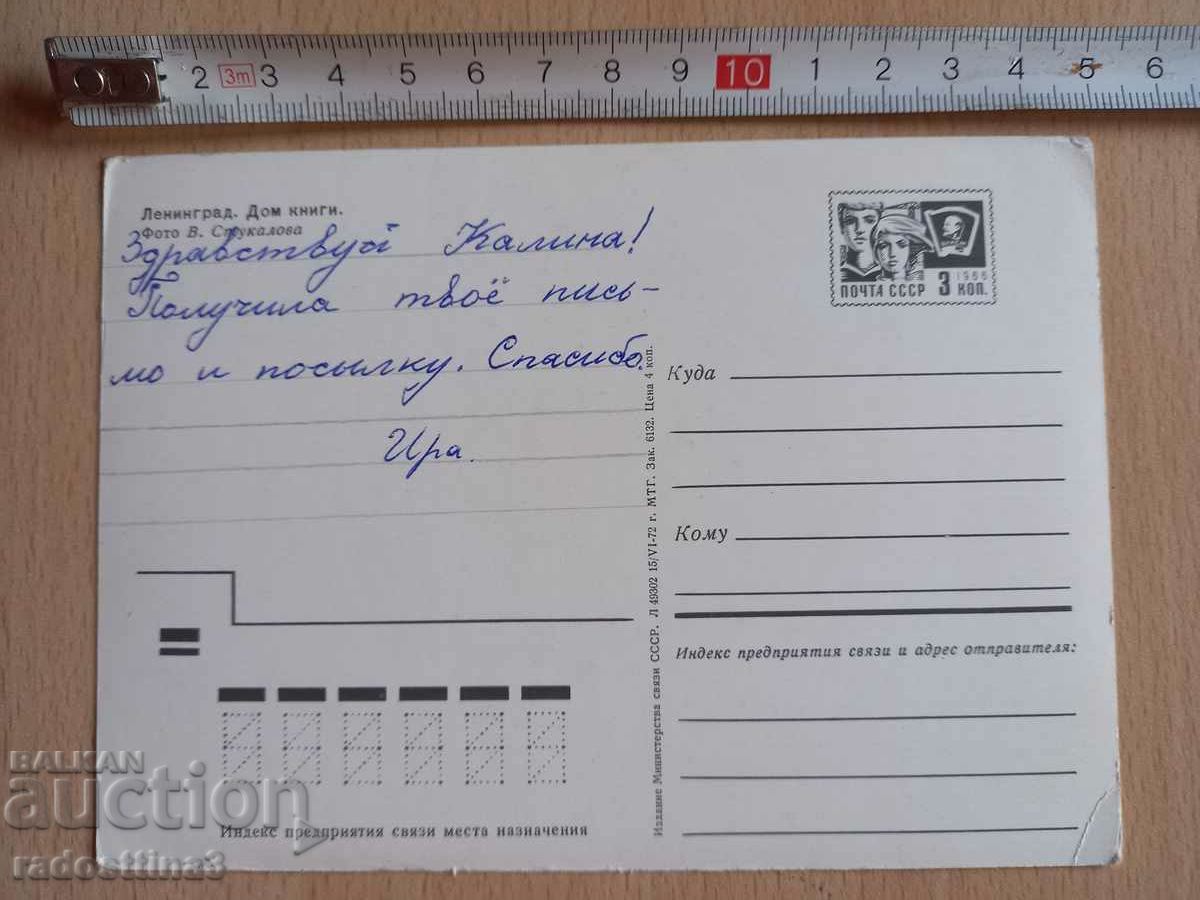 2 3m 3 4 5 6 7 8 9 10 1 2 3 4 5 6
Ленинград. Дом книги.
Фото В. Стукалова
Здравствуй Калина!
Получила твоё пись-
мо и посылку. Спасибо.
Ира.
1966
ПОЧТА СССР 3 КОП.
Куда
Кому
Индекс предприятия связи и адрес отправителя:
Издание Министерства связи СССР. Л 49302 15/VI-72 г. МТГ. Зак. 6132. Цена 4 коп.
Индекс предприятия связи места назначения
BALKAN
auction
radosttina3